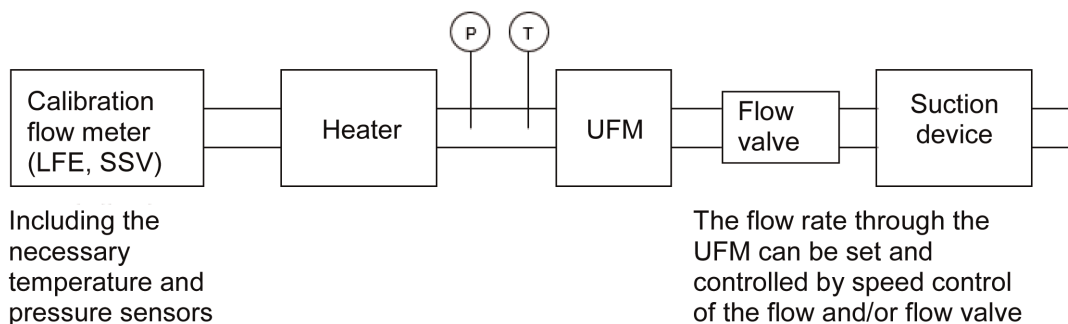 P T
Calibration
flow meter
(LFE, SSV)
Heater
UFM
Flow
valve
Suction
device
Including the
necessary
temperature and
pressure sensors
The flow rate through the
UFM can be set and
controlled by speed control
of the flow and/or flow valve